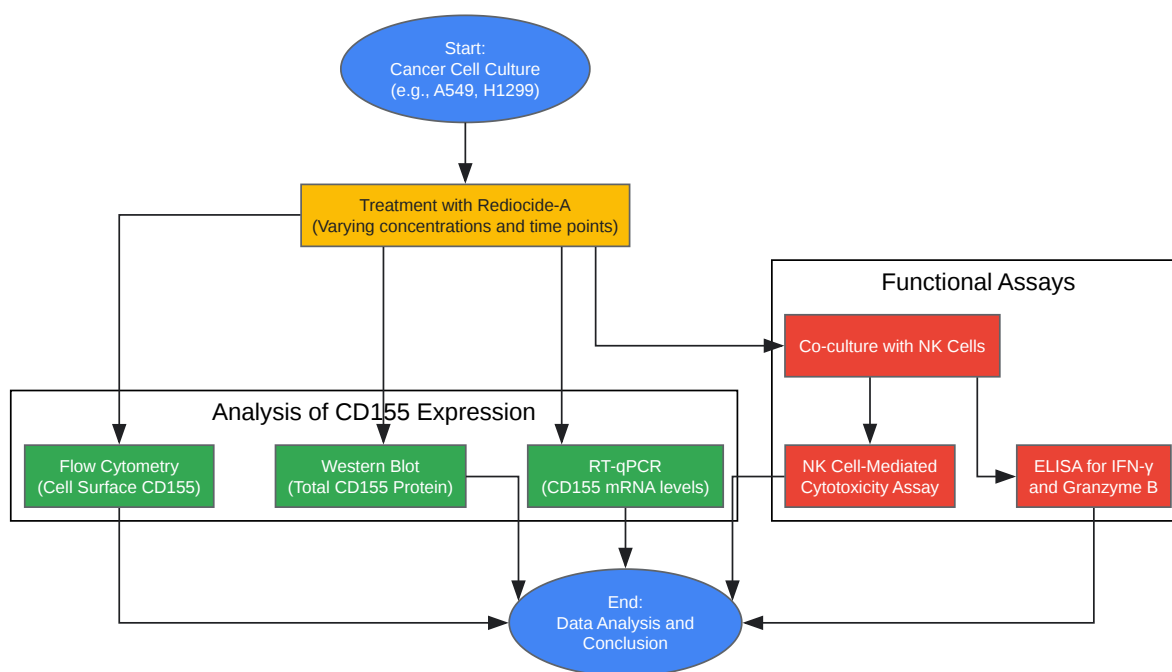 Start:
Cancer Cell Culture
(e.g., A549, H1299)
Treatment with Rediocide-A
(Varying concentrations and time points)
Functional Assays
Co-culture with NK Cells
Analysis of CD155 Expression
Flow Cytometry
(Cell Surface CD155)
Western Blot
(Total CD155 Protein)
RT-qPCR
(CD155 mRNA levels)
NK Cell-Mediated
Cytotoxicity Assay
ELISA for IFN-γ
and Granzyme B
End:
Data Analysis and
Conclusion